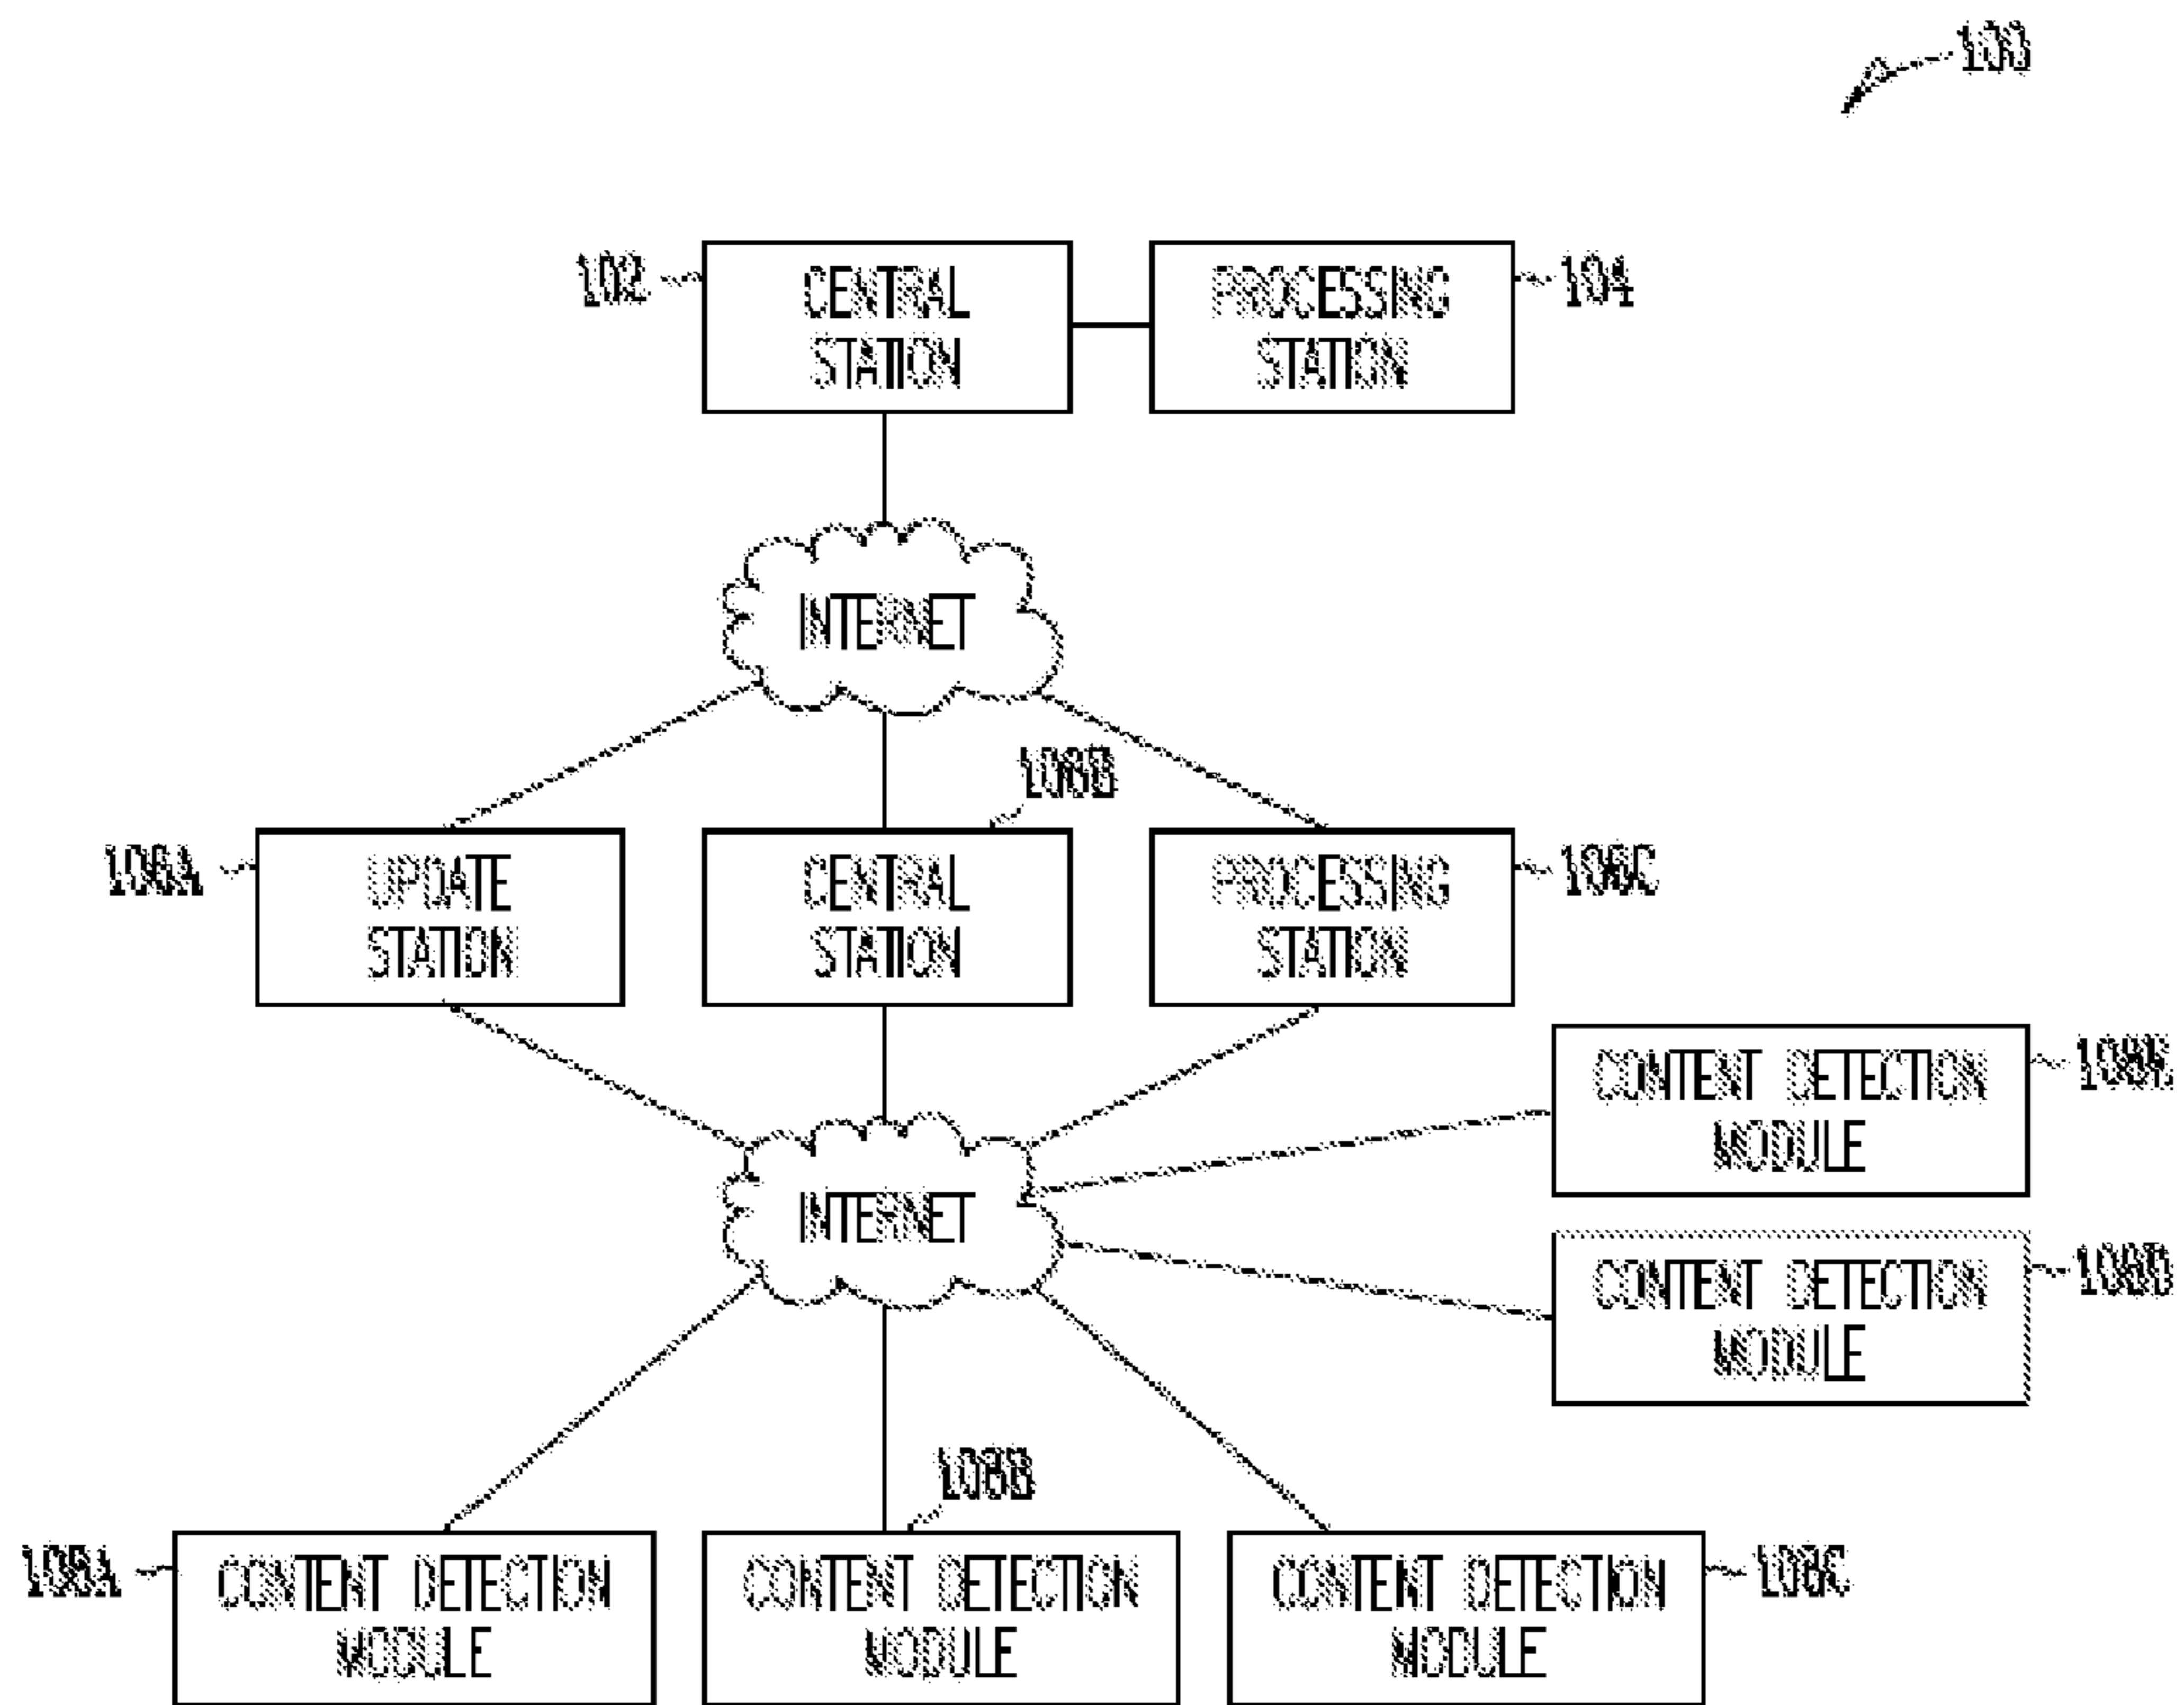 100
102
CENTRAL
STATION
PROCESSING
STATION
104
INTERNET
106B
106A
UPDATE
STATION
CENTRAL
STATION
PROCESSING
STATION
106C
CONTENT DETECTION
MODULE
INTERNET
CONTENT DETECTION
MODULE
108D
108B
108A
CONTENT DETECTION
MODULE
CONTENT DETECTION
MODULE
CONTENT DETECTION
MODULE
108C